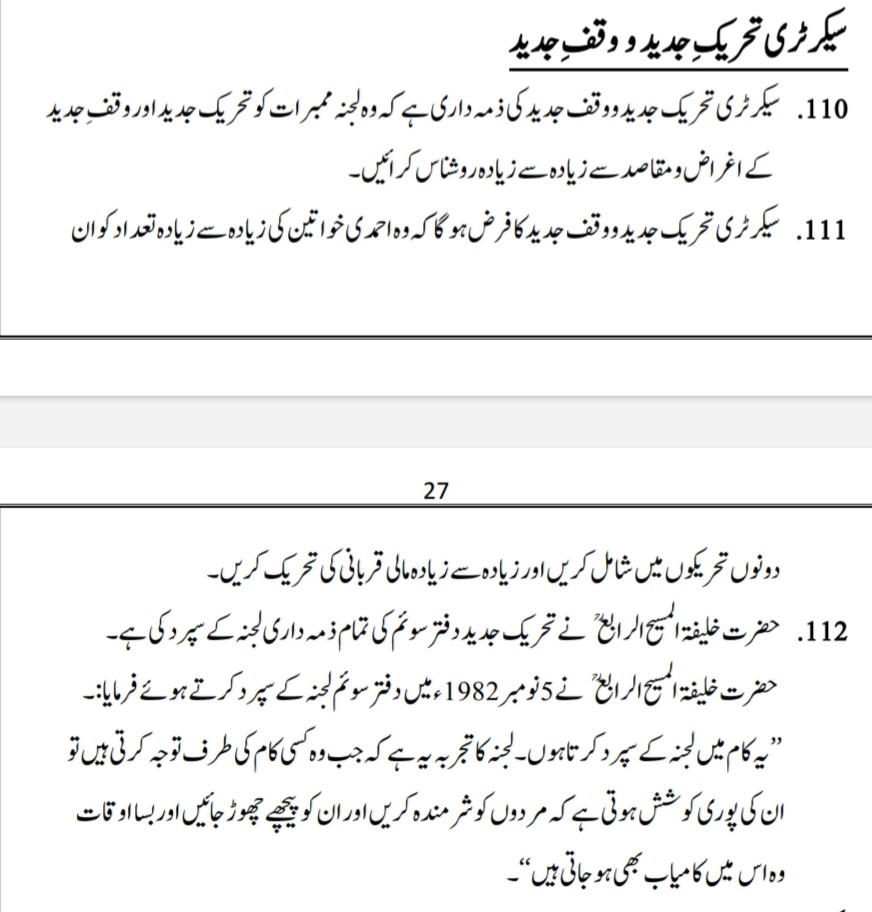 سیکرٹری تحریکِ جدید و وقفِ جدید
110. سیکرٹری تحریک جدید و وقف جدید کی ذمہ داری ہے کہ وہ لجنہ ممبرات کو تحریک جدید اور وقفِ جدید
کے اغراض و مقاصد سے زیادہ سے زیادہ روشناس کرائیں۔
111. سیکرٹری تحریک جدید و وقف جدید کا فرض ہو گا کہ وہ احمدی خواتین کی زیادہ سے زیادہ تعداد کو ان
27
دونوں تحریکوں میں شامل کریں اور زیادہ سے زیادہ مالی قربانی کی تحریک کریں۔
112. حضرت خلیفۃ المسیح الرابعؒ نے تحریک جدید دفتر سوئم کی تمام ذمہ داری لجنہ کے سپرد کی ہے۔
حضرت خلیفۃ المسیح الرابعؒ نے 5 نومبر 1982ء میں دفتر سوئم لجنہ کے سپرد کرتے ہوئے فرمایا:۔
”یہ کام میں لجنہ کے سپرد کرتا ہوں۔ لجنہ کا تجربہ یہ ہے کہ جب وہ کسی کام کی طرف توجہ کرتی ہیں تو
ان کی پوری کوشش ہوتی ہے کہ مردوں کو شرمندہ کریں اور ان کو پیچھے چھوڑ جائیں اور بسا اوقات
وہ اس میں کامیاب بھی ہو جاتی ہیں“۔